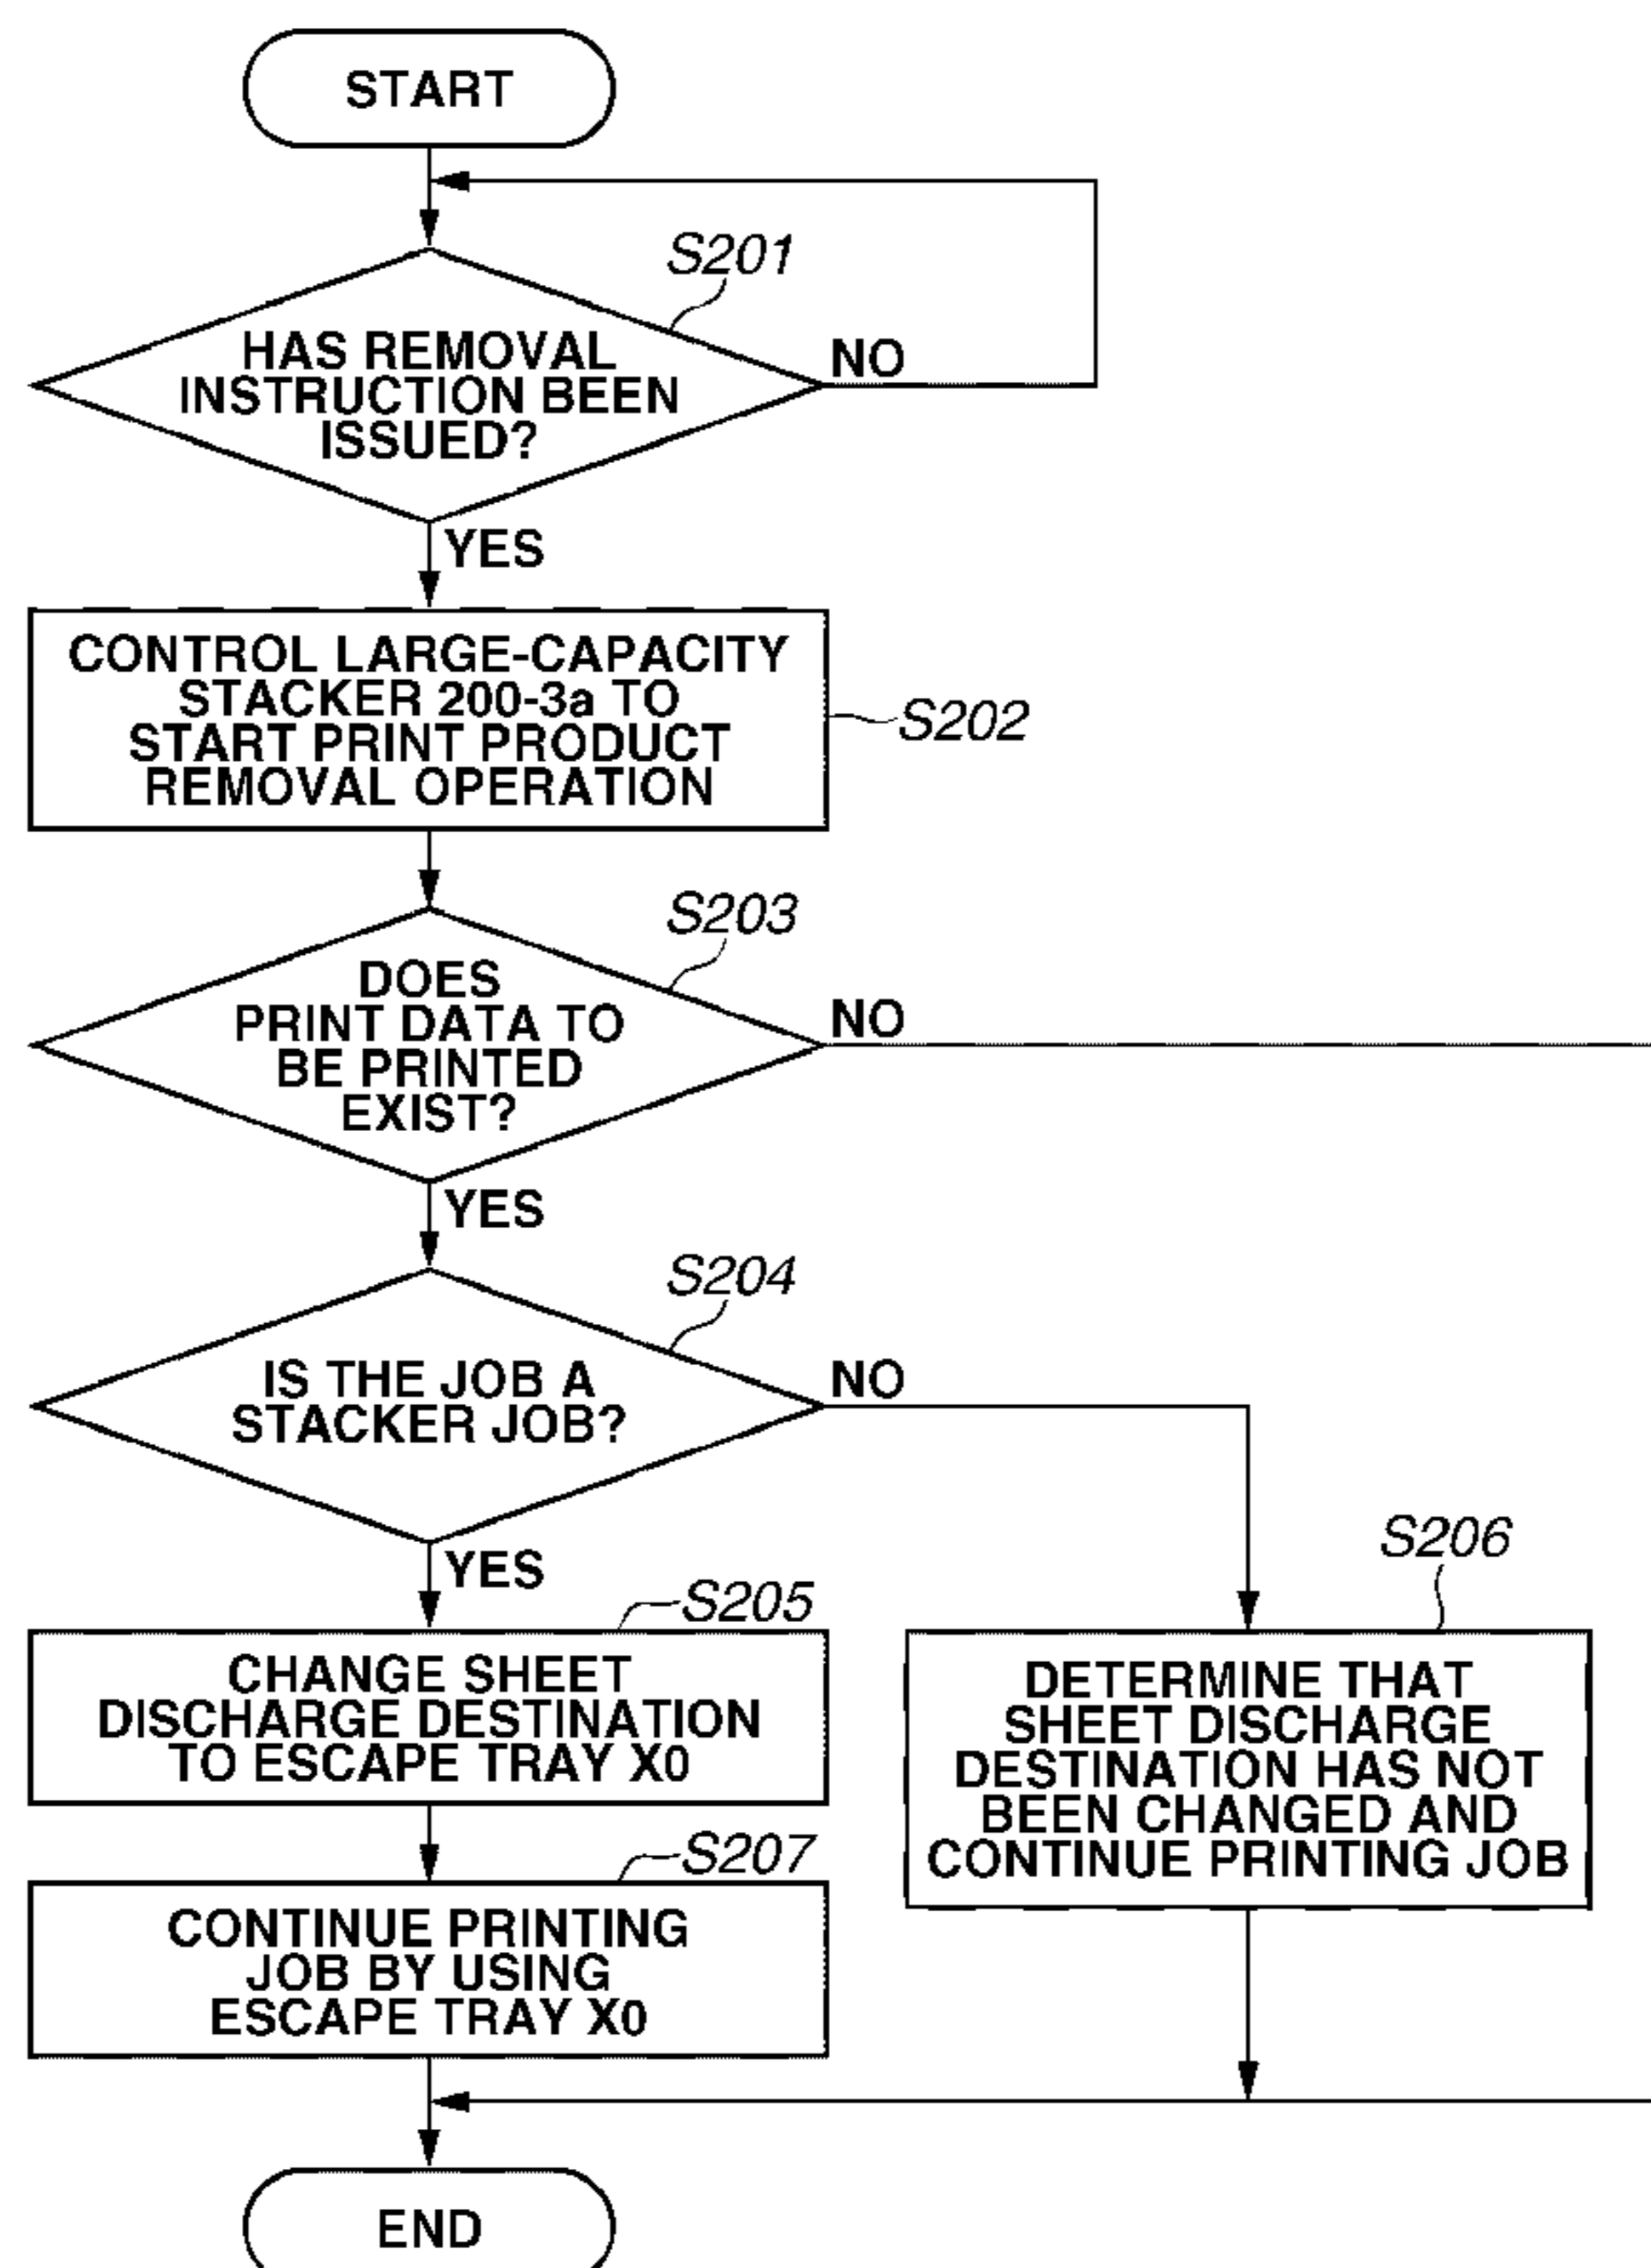 START
S201
HAS REMOVAL
INSTRUCTION BEEN
ISSUED?
NO
YES
CONTROL LARGE-CAPACITY
STACKER 200-3a TO
START PRINT PRODUCT
REMOVAL OPERATION
S202
S203
DOES
PRINT DATA TO
BE PRINTED
EXIST?
NO
YES
S204
IS THE JOB A
STACKER JOB?
NO
YES
S205
CHANGE SHEET
DISCHARGE DESTINATION
TO ESCAPE TRAY X0
S206
DETERMINE THAT
SHEET DISCHARGE
DESTINATION HAS NOT
BEEN CHANGED AND
CONTINUE PRINTING JOB
S207
CONTINUE PRINTING
JOB BY USING
ESCAPE TRAY X0
END